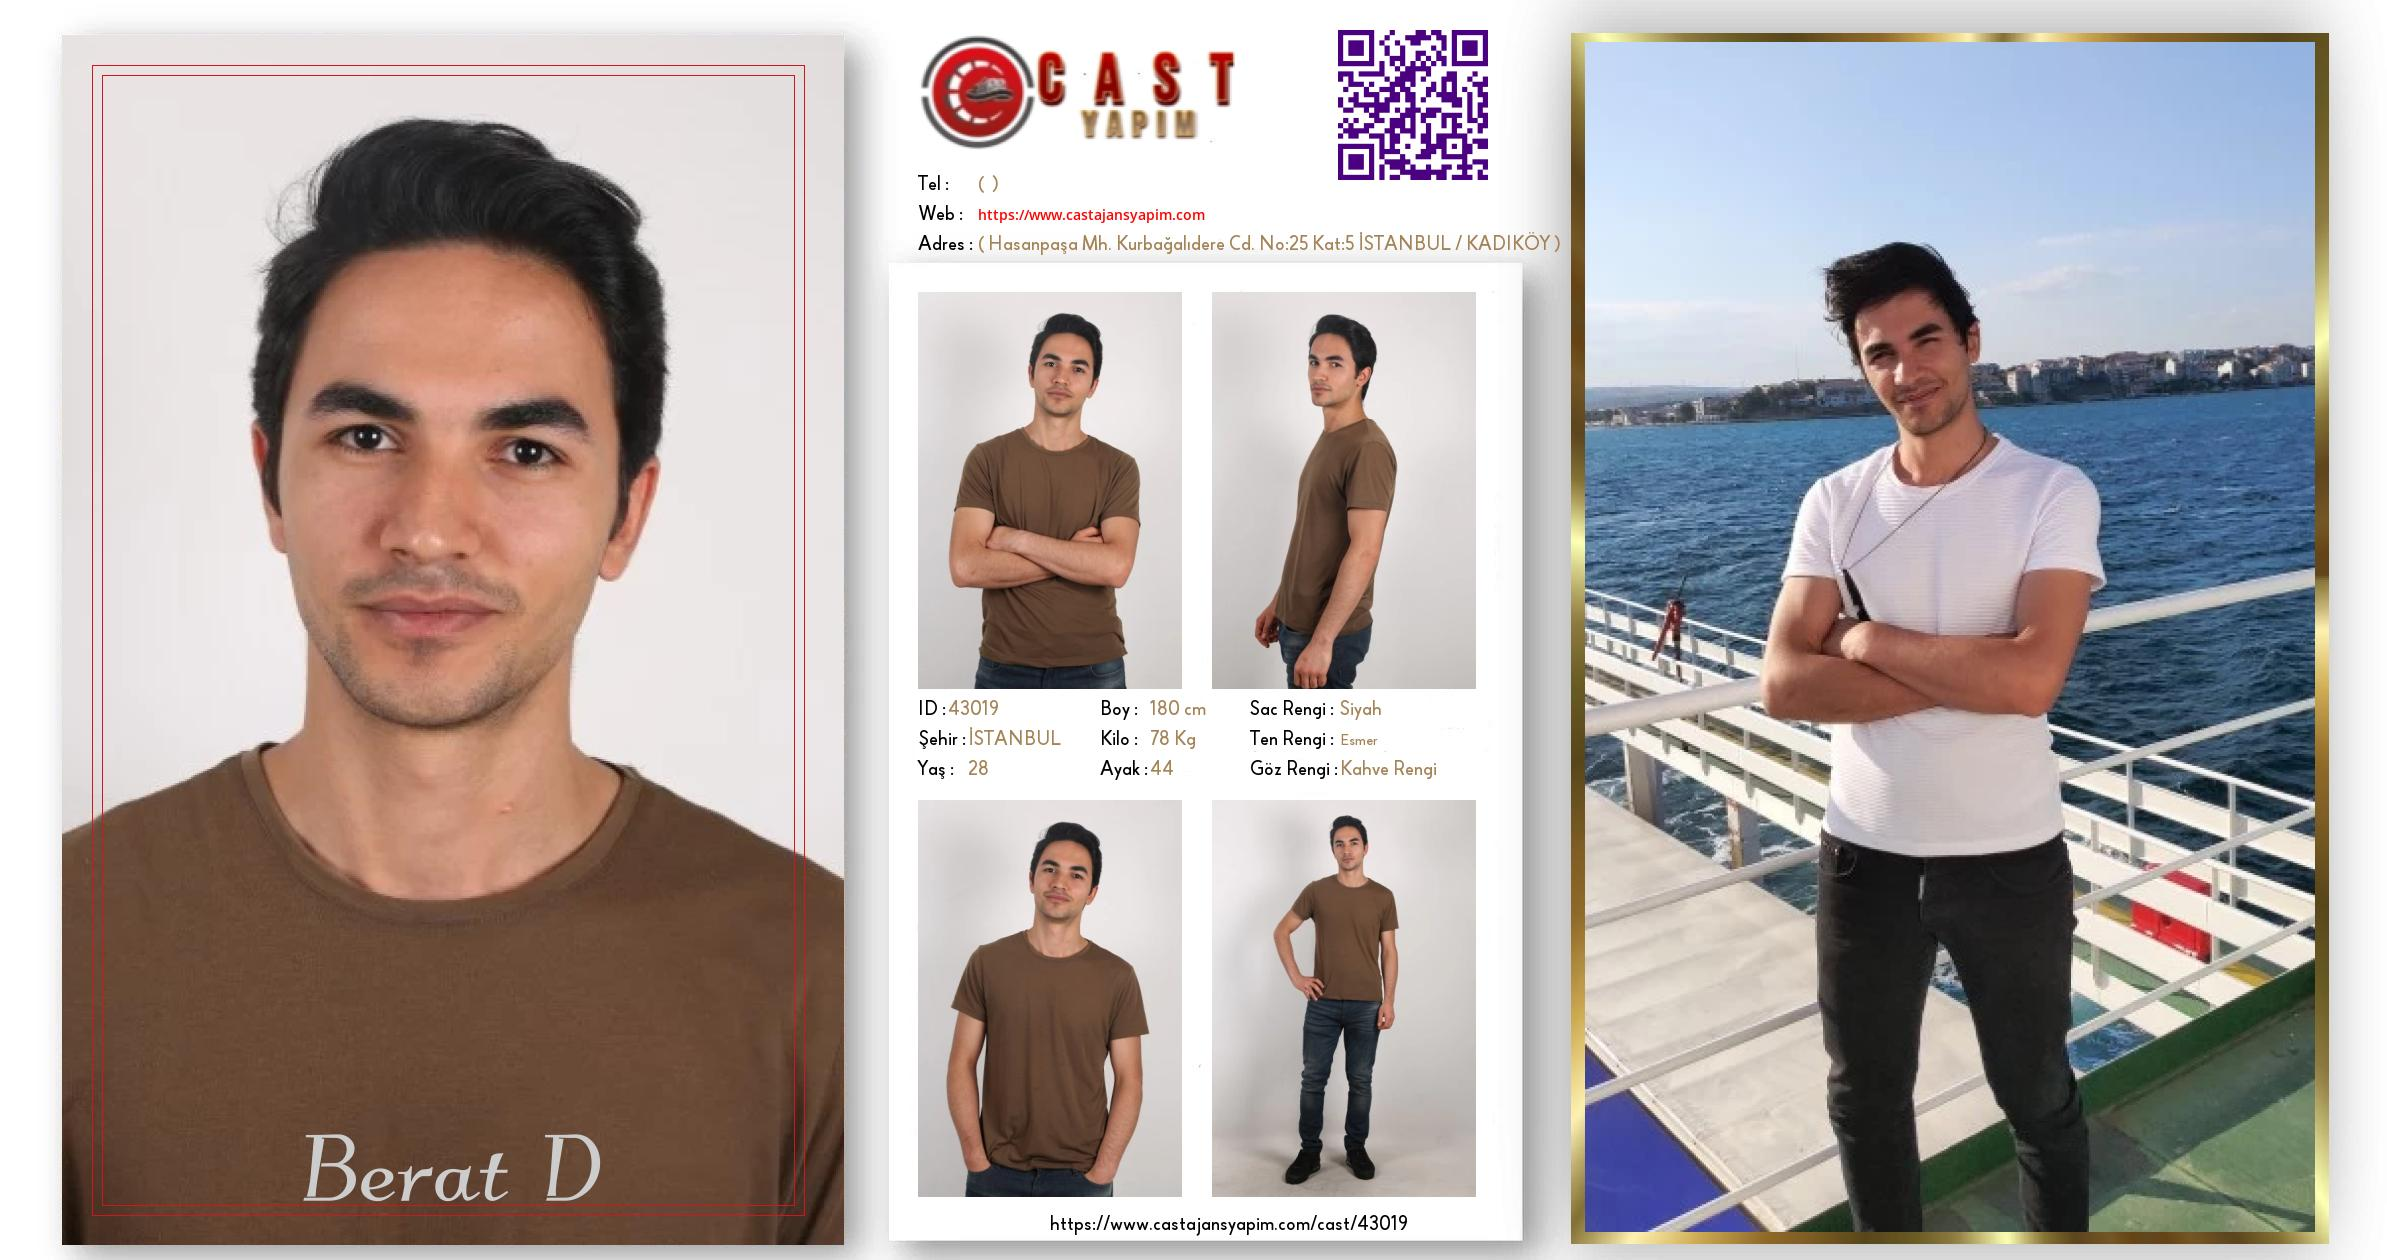 Berat D
CAST
YAPIM
Tel : ( )
Web : https://www.castajansyapim.com
Adres : ( Hasanpaşa Mh. Kurbağalıdere Cd. No:25 Kat:5 İSTANBUL / KADIKÖY )
ID : 43019 Boy : 180 cm Sac Rengi : Siyah
Şehir : İSTANBUL Kilo : 78 Kg Ten Rengi : Esmer
Yaş : 28 Ayak : 44 Göz Rengi : Kahve Rengi
https://www.castajansyapim.com/cast/43019